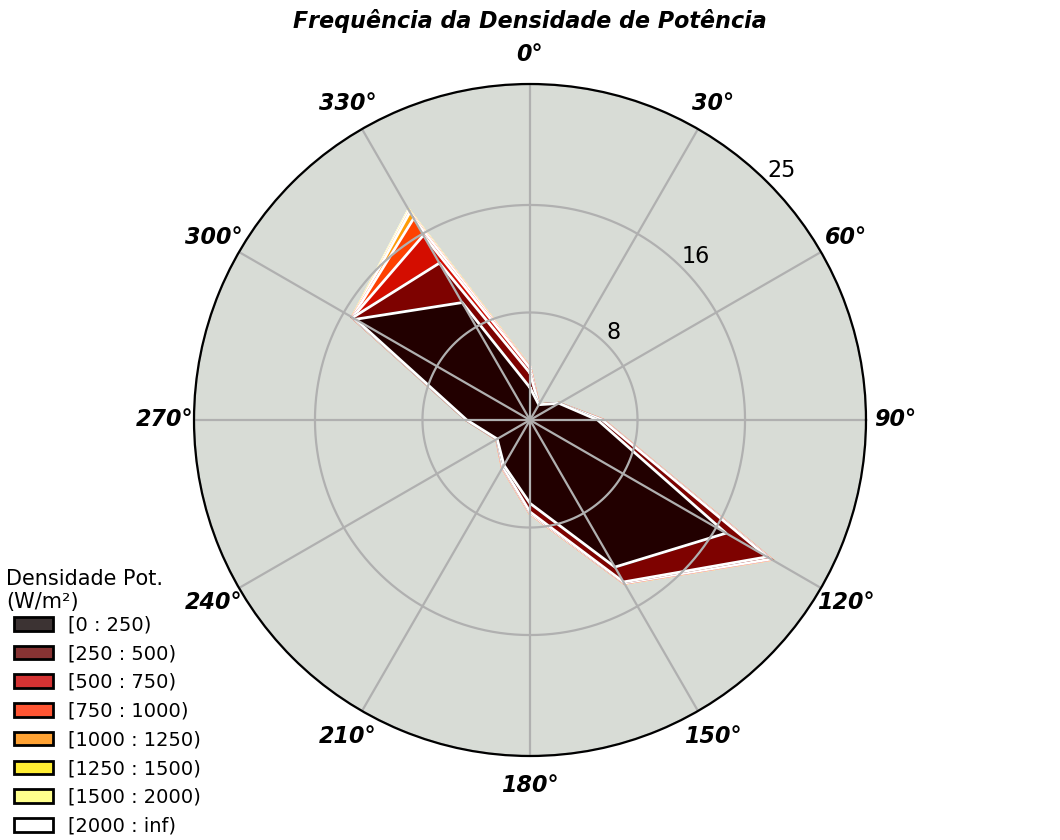 Frequência da Densidade de Potência
0°
30°
60°
90°
120°
150°
180°
210°
240°
270°
300°
330°
8
16
25
Densidade Pot.
(W/m²)
[0 : 250)
[250 : 500)
[500 : 750)
[750 : 1000)
[1000 : 1250)
[1250 : 1500)
[1500 : 2000)
[2000 : inf)